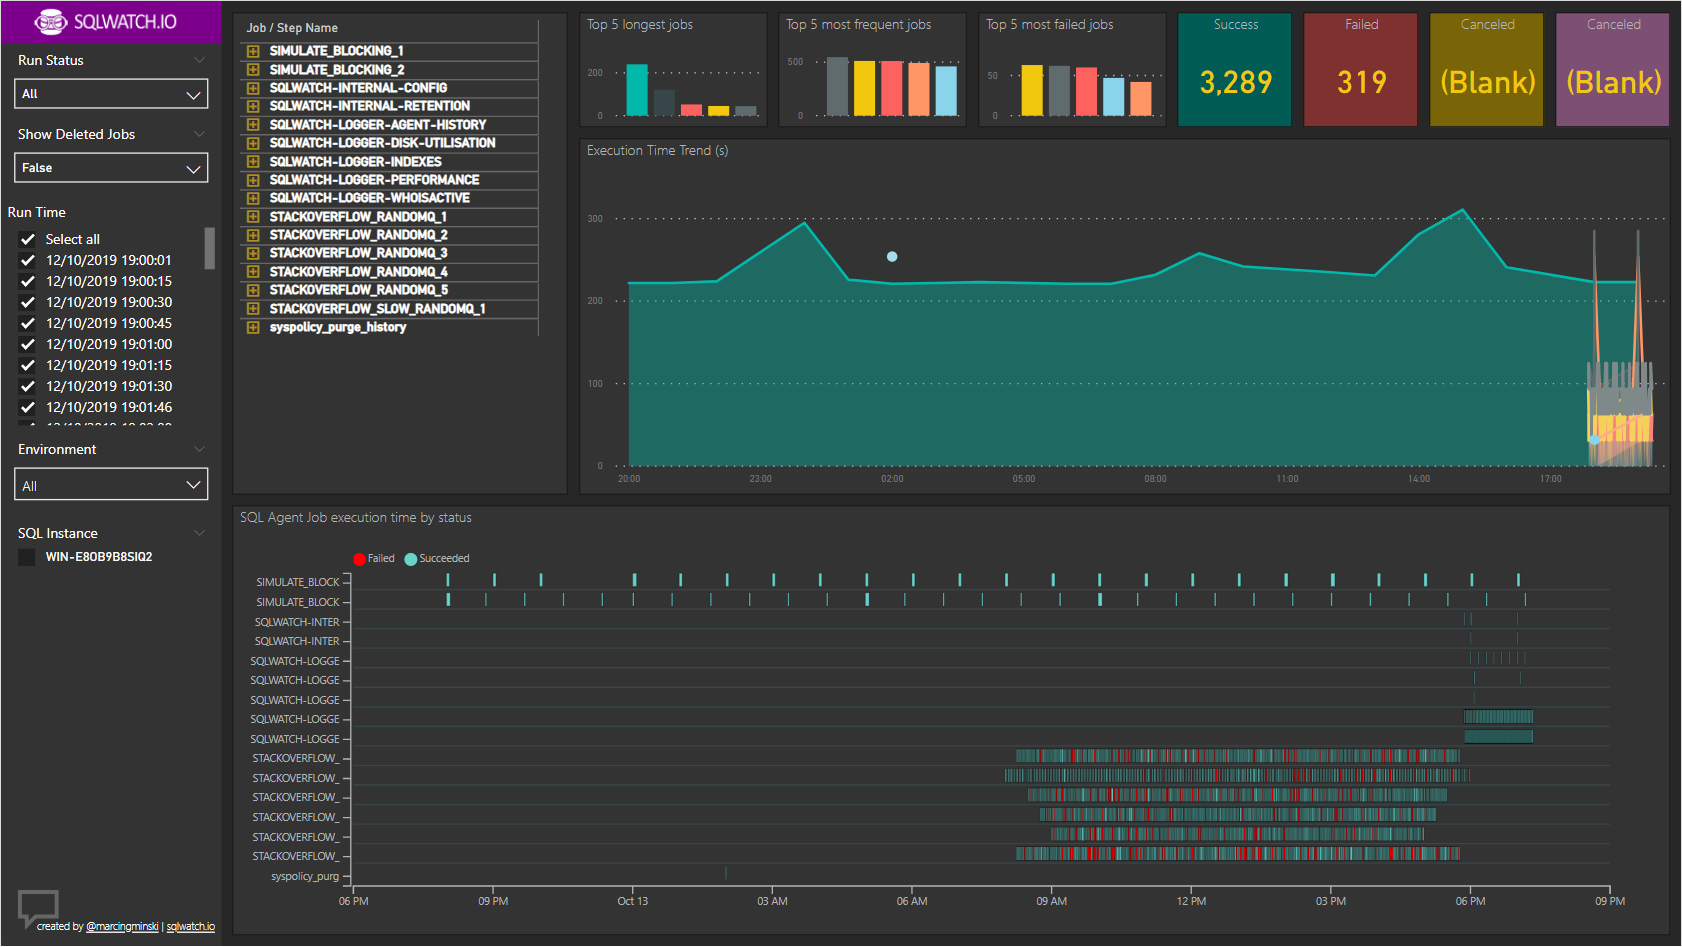 SQLWATCH.IO
Run Status
All
Show Deleted Jobs
False
Run Time
Select all
12/10/2019 19:00:01
12/10/2019 19:00:15
12/10/2019 19:00:30
12/10/2019 19:00:45
12/10/2019 19:01:00
12/10/2019 19:01:15
12/10/2019 19:01:30
12/10/2019 19:01:46
Environment
All
SQL Instance
WIN-E80B9B8SIQ2
created by @marcingminski | sqlwatch.io
Job / Step Name
SIMULATE_BLOCKING_1
SIMULATE_BLOCKING_2
SQLWATCH-INTERNAL-CONFIG
SQLWATCH-INTERNAL-RETENTION
SQLWATCH-LOGGER-AGENT-HISTORY
SQLWATCH-LOGGER-DISK-UTILISATION
SQLWATCH-LOGGER-INDEXES
SQLWATCH-LOGGER-PERFORMANCE
SQLWATCH-LOGGER-WHOISACTIVE
STACKOVERFLOW_RANDOMQ_1
STACKOVERFLOW_RANDOMQ_2
STACKOVERFLOW_RANDOMQ_3
STACKOVERFLOW_RANDOMQ_4
STACKOVERFLOW_RANDOMQ_5
STACKOVERFLOW_SLOW_RANDOMQ_1
syspolicy_purge_history
Top 5 longest jobs
200
0
Top 5 most frequent jobs
500
0
Top 5 most failed jobs
50
0
Success
3,289
Failed
319
Canceled
(Blank)
Canceled
(Blank)
Execution Time Trend (s)
300
200
100
0
20:00 23:00 02:00 05:00 08:00 11:00 14:00 17:00
SQL Agent Job execution time by status
Failed Succeeded
SIMULATE_BLOCK
SIMULATE_BLOCK
SQLWATCH-INTER
SQLWATCH-INTER
SQLWATCH-LOGGE
SQLWATCH-LOGGE
SQLWATCH-LOGGE
SQLWATCH-LOGGE
SQLWATCH-LOGGE
STACKOVERFLOW_
STACKOVERFLOW_
STACKOVERFLOW_
STACKOVERFLOW_
STACKOVERFLOW_
STACKOVERFLOW_
syspolicy_purg
06 PM 09 PM Oct 13 03 AM 06 AM 09 AM 12 PM 03 PM 06 PM 09 PM